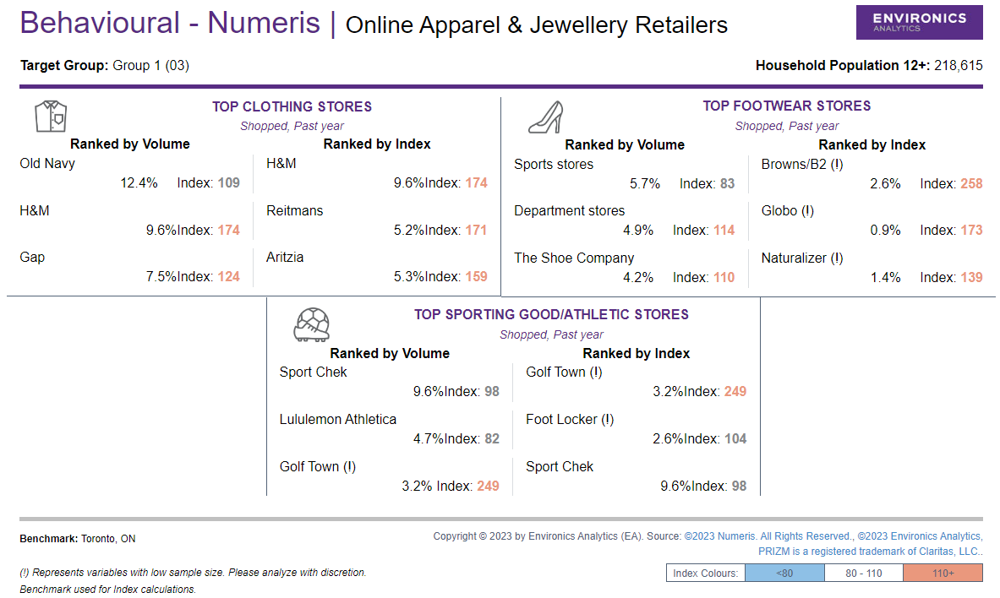 Behavioural - Numeris | Online Apparel & Jewellery Retailers
ENVIRONICS
ANALYTICS
Target Group: Group 1 (03)
Household Population 12+: 218,615
TOP CLOTHING STORES
Shopped, Past year
Ranked by Volume
Old Navy
12.4% Index: 109
H&M
9.6%Index: 174
Gap
7.5%Index: 124
Ranked by Index
H&M
9.6%Index: 174
Reitmans
5.2%Index: 171
Aritzia
5.3%Index: 159
TOP FOOTWEAR STORES
Shopped, Past year
Ranked by Volume
Sports stores
5.7% Index: 83
Department stores
4.9% Index: 114
The Shoe Company
4.2% Index: 110
Ranked by Index
Browns/B2 (!)
2.6% Index: 258
Globo (!)
0.9% Index: 173
Naturalizer (!)
1.4% Index: 139
TOP SPORTING GOOD/ATHLETIC STORES
Shopped, Past year
Ranked by Volume
Sport Chek
9.6%Index: 98
Lululemon Athletica
4.7%Index: 82
Golf Town (!)
3.2% Index: 249
Ranked by Index
Golf Town (!)
3.2%Index: 249
Foot Locker (!)
2.6%Index: 104
Sport Chek
9.6%Index: 98
Benchmark: Toronto, ON
Copyright © 2023 by Environics Analytics (EA). Source: ©2023 Numeris. All Rights Reserved., ©2023 Environics Analytics,
PRIZM is a registered trademark of Claritas, LLC..
(!) Represents variables with low sample size. Please analyze with discretion.
Benchmark used for Index calculations.
Index Colours: <80 80 - 110 110+